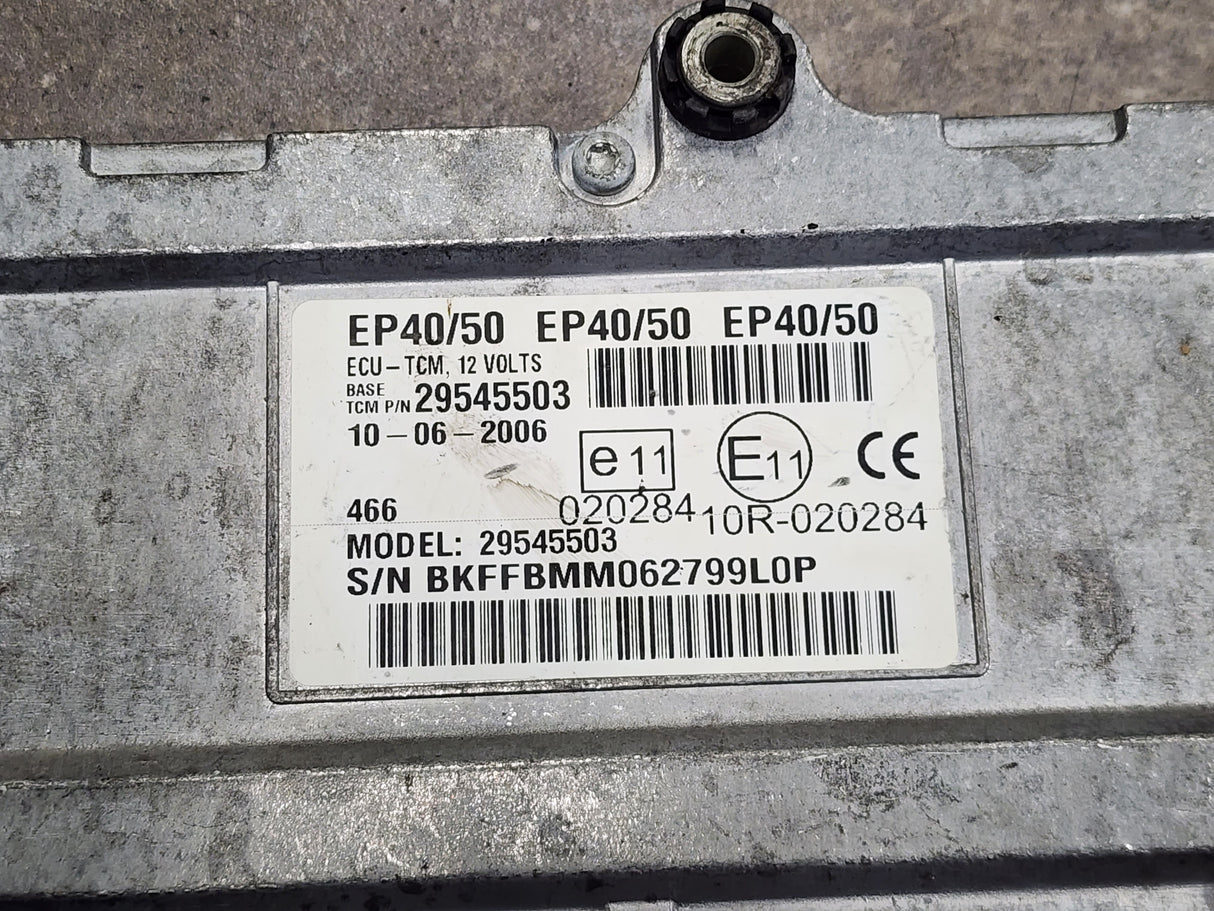 EP40/50 EP40/50 EP40/50
ECU-TCM, 12 VOLTS
BASE
TCM P/N 29545503
10-06-2006
e 11
E11
CE
020284
10R-020284
466
MODEL: 29545503
S/N BKFFBMM062799L0P